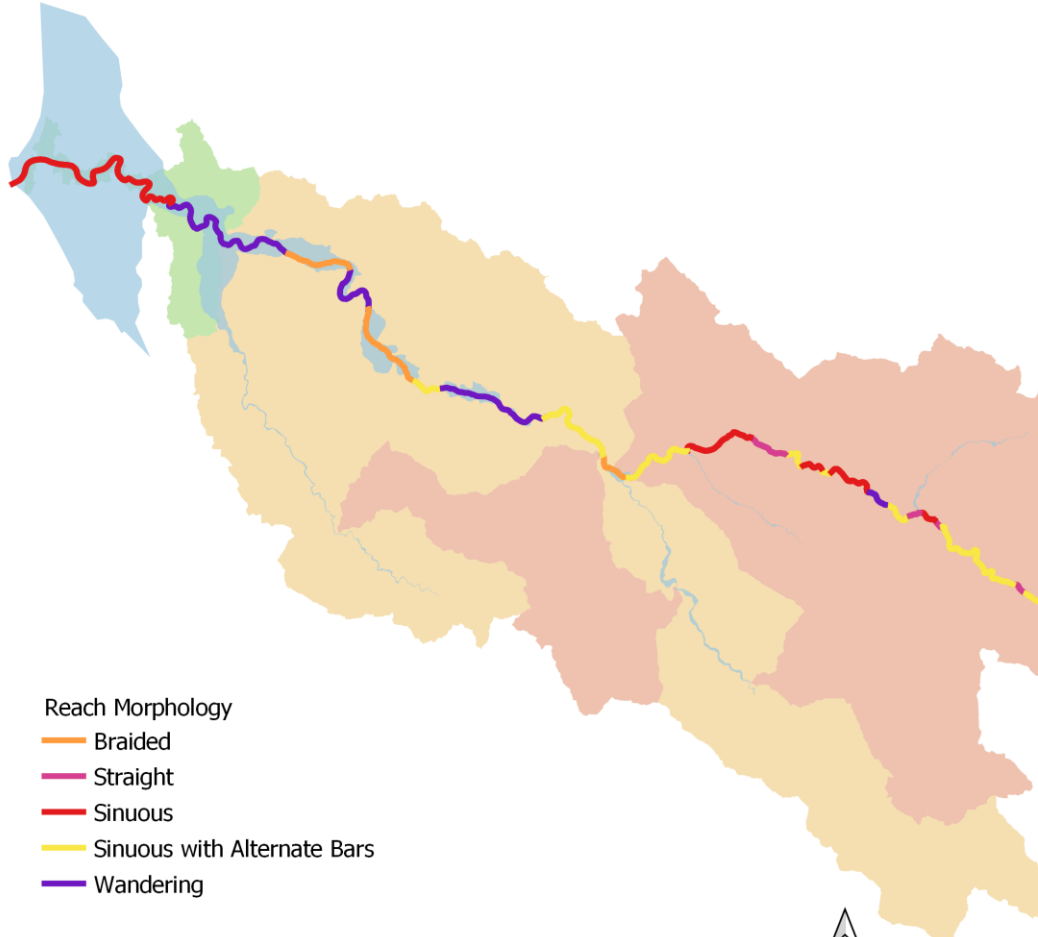 Reach Morphology
Braided
Straight
Sinuous
Sinuous with Alternate Bars
Wandering